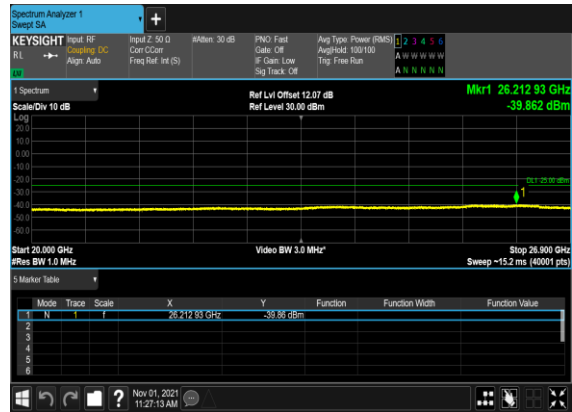 Spectrum Analyzer 1
Swept SA
+
KEYSIGHT Input: RF Input Z: 50 Ω #Atten: 30 dB PNO: Fast Avg Type: Power (RMS) 1 2 3 4 5 6
R L Coupling: DC Corr CCorr Gate: Off Avg|Hold: 100/100 A W W W W W
Align: Auto Freq Ref: Int (S) IF Gain: Low Trig: Free Run
Sig Track: Off A N N N N N
1 Spectrum Ref Lvl Offset 12.07 dB Mkr1 26.212 93 GHz
Scale/Div 10 dB Ref Level 30.00 dBm -39.862 dBm
Log
20.0
10.0
0.00
-10.0
-20.0
DL1 -25.00 dBm
-30.0
1
-40.0
-50.0
-60.0
Start 20.000 GHz Video BW 3.0 MHz* Stop 26.900 GHz
#Res BW 1.0 MHz Sweep ~15.2 ms (40001 pts)
5 Marker Table
Mode Trace Scale X Y Function Function Width Function Value
1 N 1 f 26.212 93 GHz -39.86 dBm
2
3
4
5
6
? Nov 01, 2021
11:27:13 AM